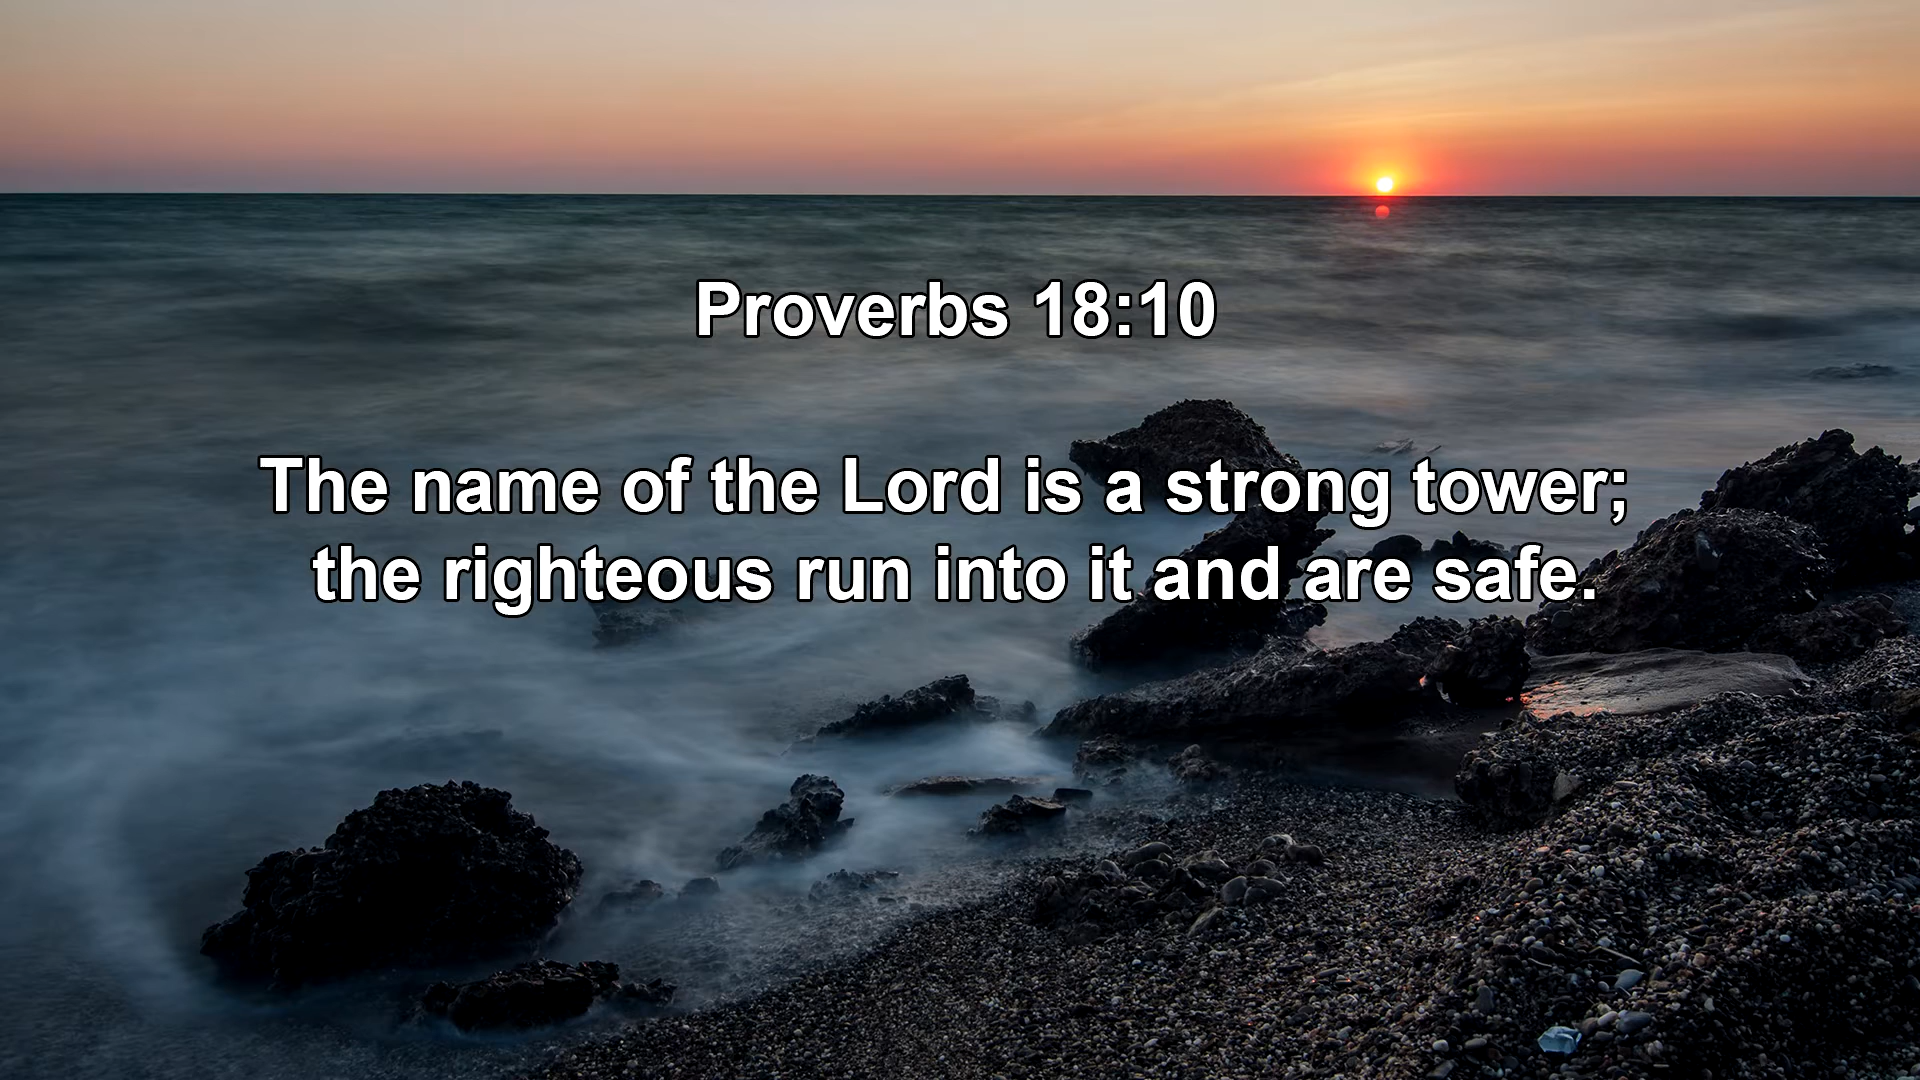 Proverbs 18:10
The name of the Lord is a strong tower;
the righteous run into it and are safe.